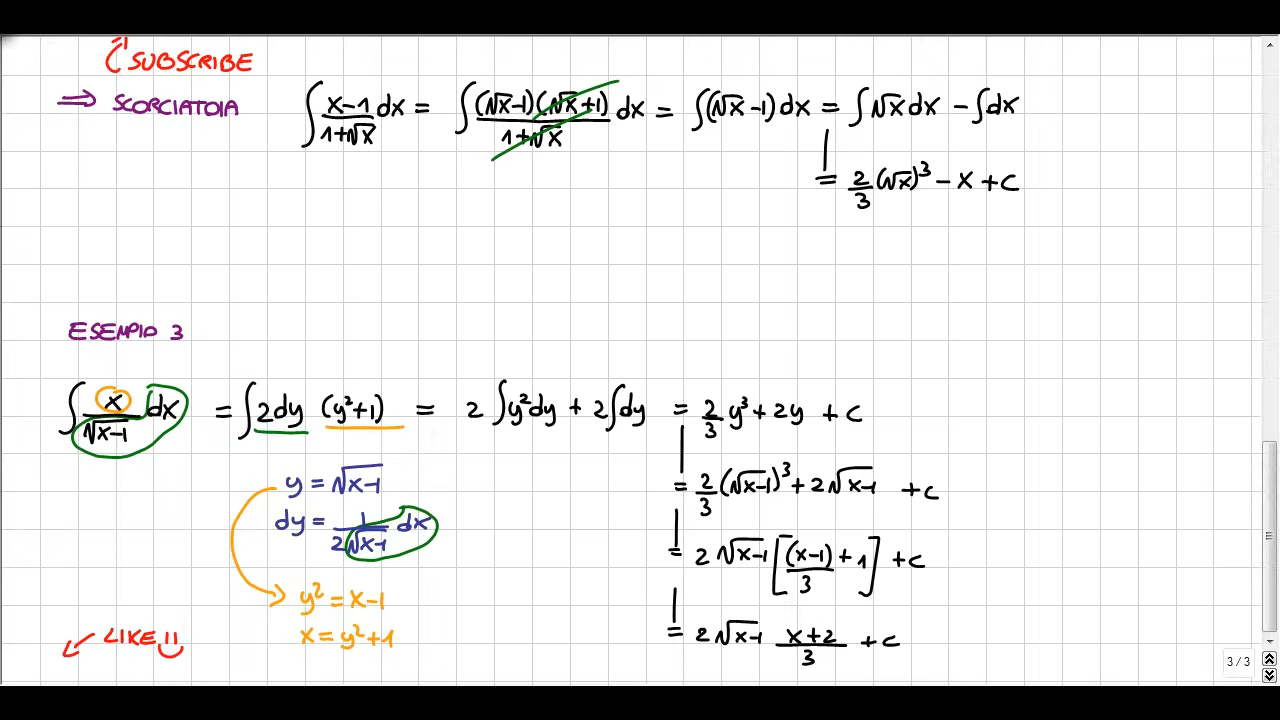 SUBSCRIBE
⇒ SCORCIATOIA ∫ (x-1)/(1+√x) dx = ∫ (√x-1)(√x+1)/(1+√x) dx = ∫(√x-1)dx = ∫√x dx - ∫dx
= 2/3 (√x)³ - x + c
ESEMPIO 3
∫ x/√(x-1) dx = ∫ 2dy (y²+1) = 2 ∫y²dy + 2∫dy = 2/3 y³ + 2y + c
y = √(x-1)
= 2/3 (√(x-1))³ + 2√(x-1) + c
dy = 1/(2√(x-1)) dx
= 2√(x-1) [(x-1)/3 + 1] + c
y² = x-1
x = y²+1
= 2√(x-1) (x+2)/3 + c
LIKE!!
3 / 3